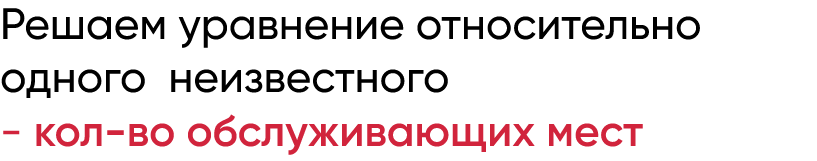 Решаем уравнение относительно
одного неизвестного
- кол-во обслуживающих мест